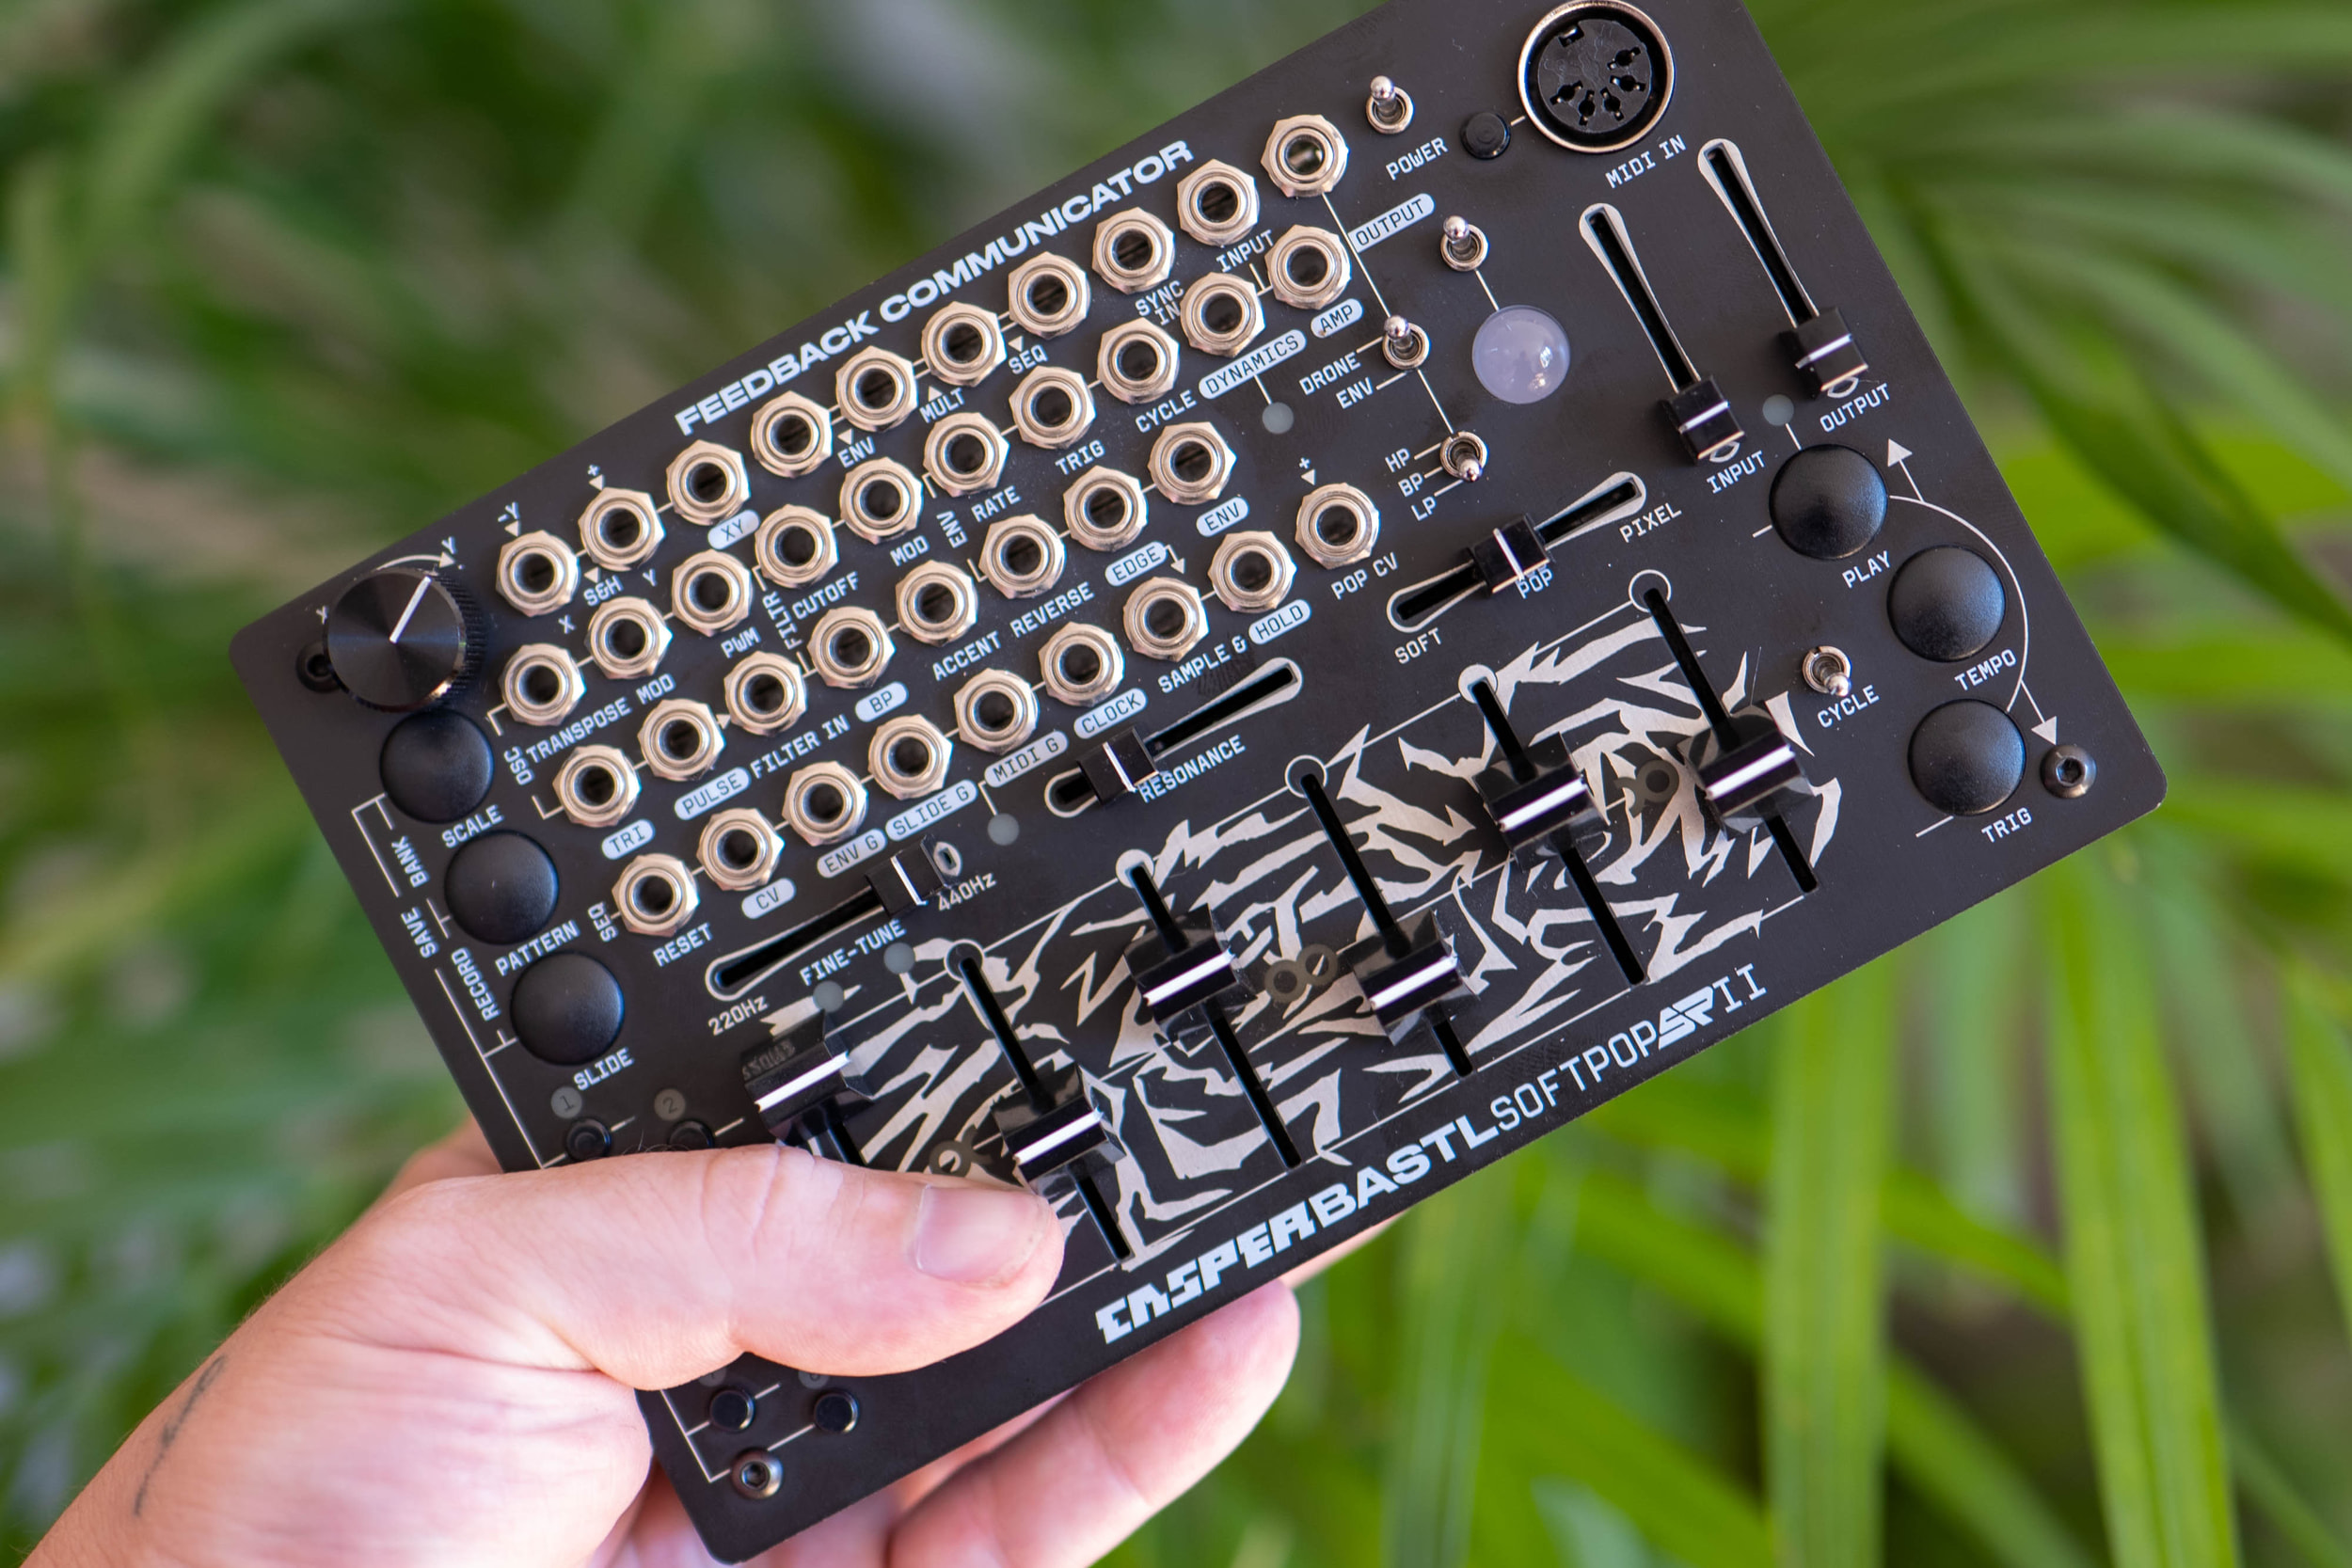 FEEDBACK COMMUNICATOR
POWER
MIDI IN
OUTPUT
INPUT
SYNC
IN
AMP
DYNAMICS
CYCLE
SEQ
MULT
ENV
TRIG
DRONE
ENV
HP
BP
LP
INPUT
OUTPUT
-Y
+
X
Y
S&H
XY
X
Y
MOD
ENV
RATE
PWM
FILTR
CUTOFF
ACCENT
REVERSE
EDGE
ENV
+
POP CV
SOFT
POP
PIXEL
PLAY
TEMPO
CYCLE
TRIG
OSC
TRANSPOSE
MOD
TRI
PULSE
FILTER IN
BP
SAMPLE & HOLD
SEQ
RESET
CV
ENV G
SLIDE G
MIDI G
CLOCK
RESONANCE
SCALE
PATTERN
SLIDE
BANK
SAVE
RECORD
220Hz
FINE-TUNE
440Hz
1
2
CASPER BASTL SOFTPOP SP II